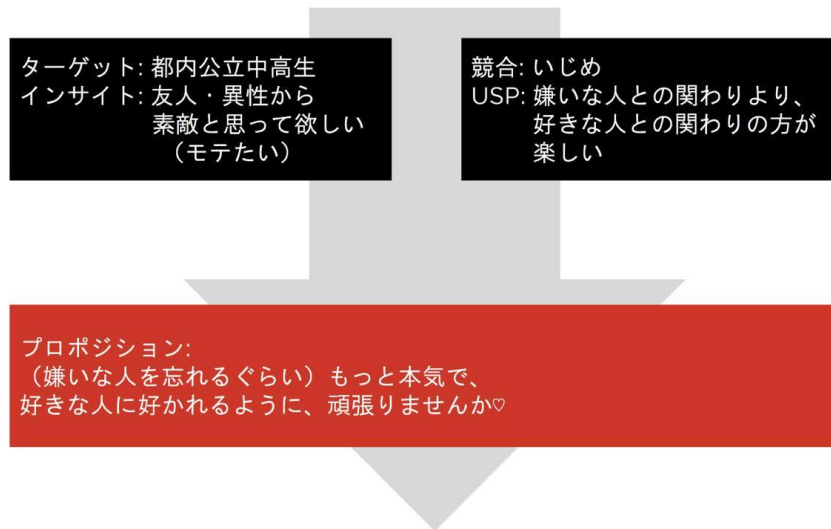 ターゲット: 都内公立中高生
インサイト: 友人・異性から
素敵と思って欲しい
（モテたい）
競合: いじめ
USP: 嫌いな人との関わりより、
好きな人との関わりの方が
楽しい
プロポジション:
（嫌いな人を忘れるぐらい）もっと本気で、
好きな人に好かれるように、頑張りませんか♡